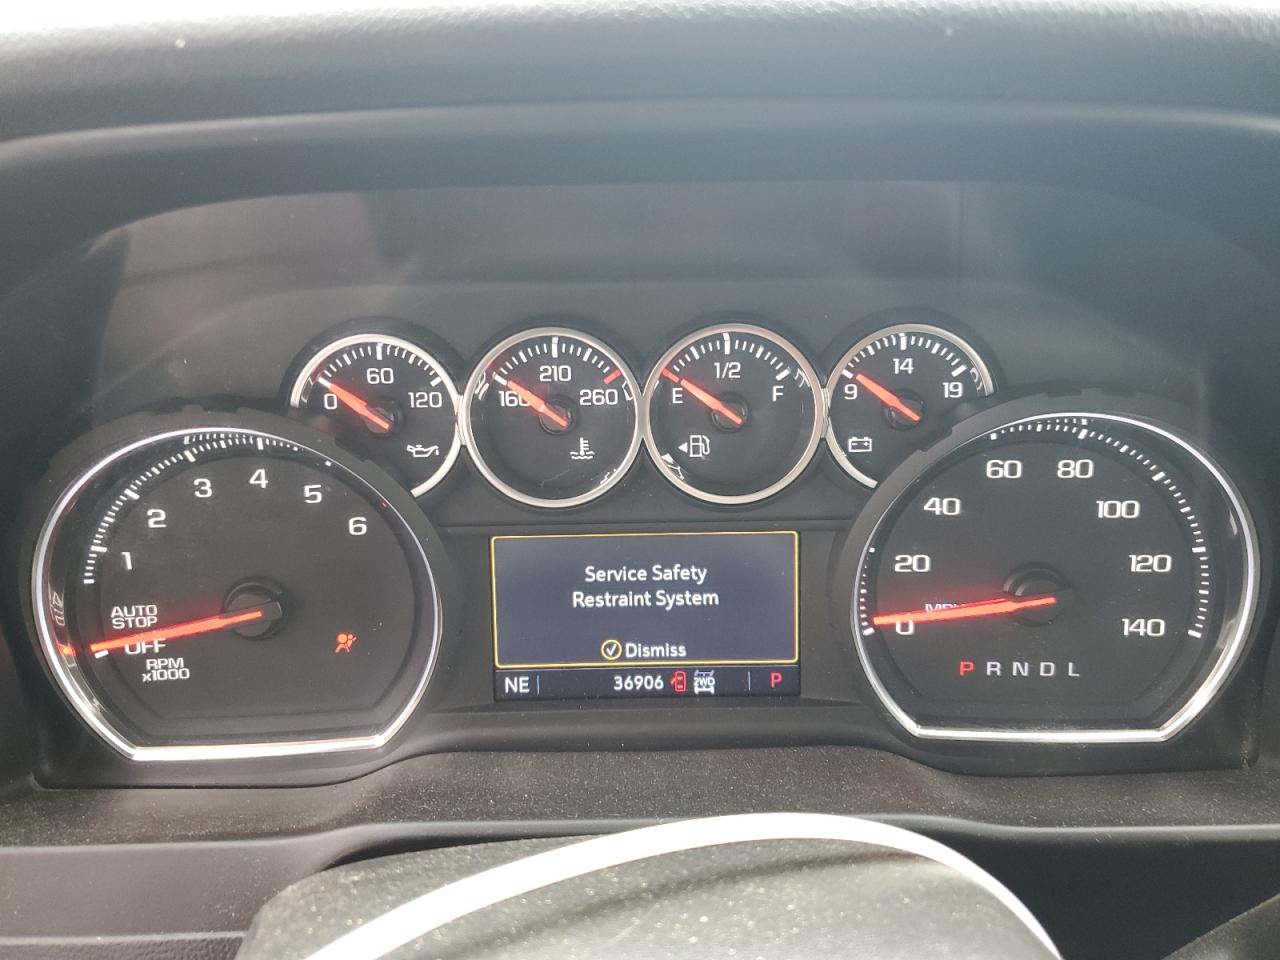 60
0 120
210
160 260
1/2
E F
14
9 19
1
2
3
4
5
6
AUTO
STOP
OFF
RPM
x1000
Service Safety
Restraint System
Dismiss
NE 36906 2WD P
0
20
40
60
80
100
120
140
P R N D L